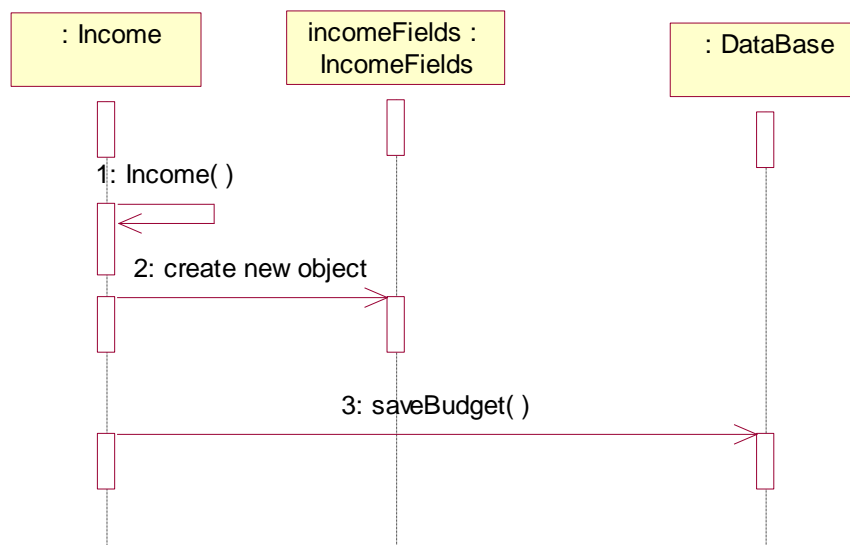 : Income
incomeFields :
IncomeFields
: DataBase
1: Income( )
2: create new object
3: saveBudget( )